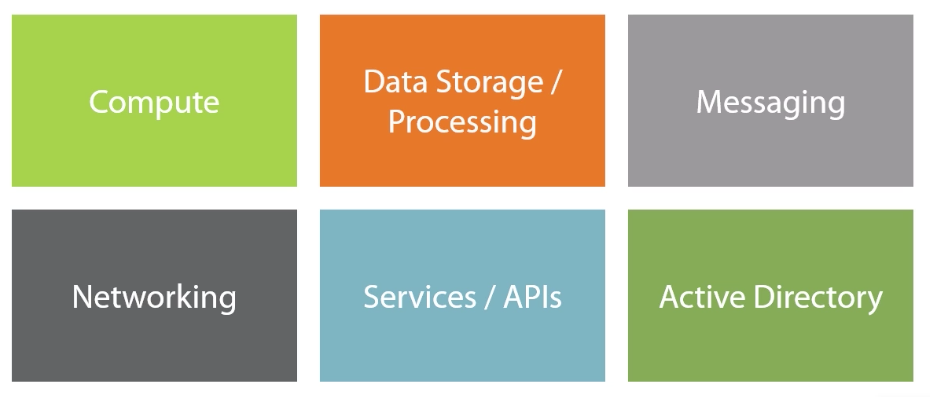 Compute
Data Storage /
Processing
Messaging
Networking
Services / APIs
Active Directory